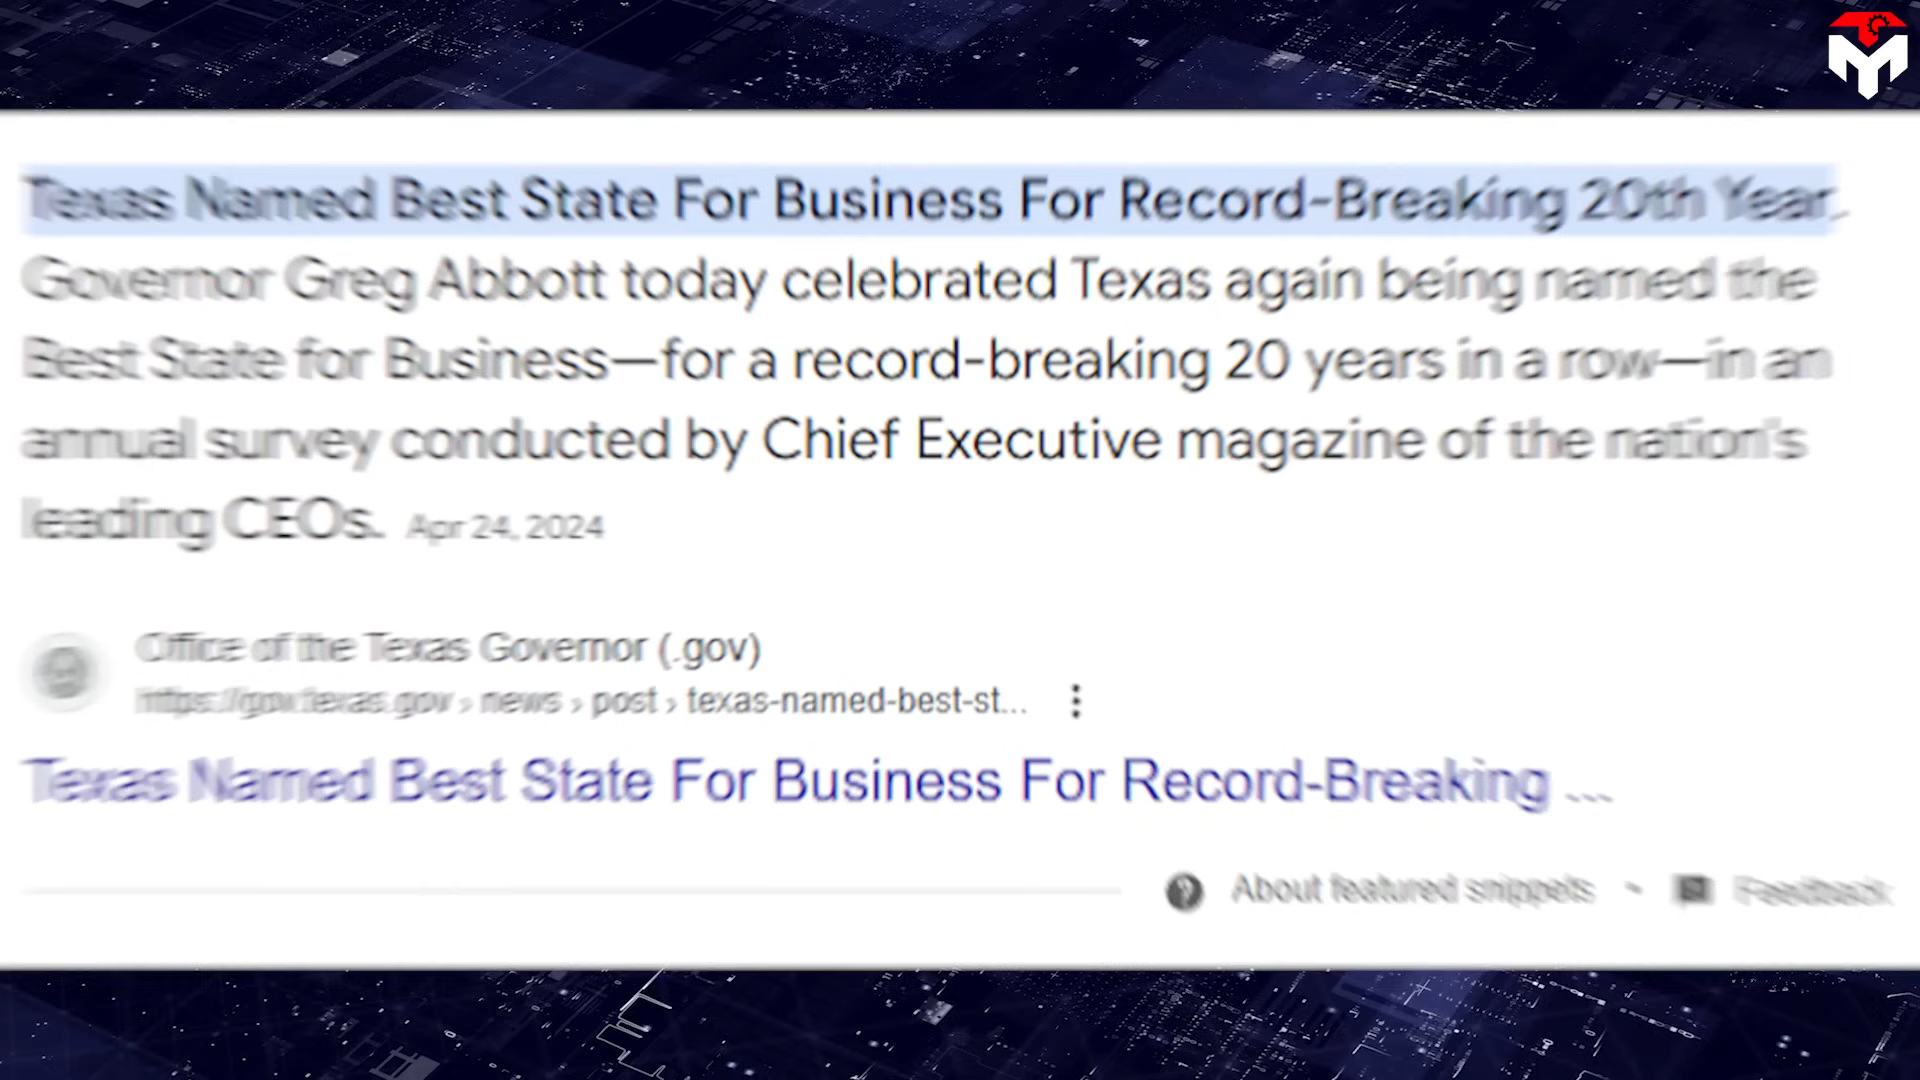 Texas Named Best State For Business For Record-Breaking 20th Year.
Governor Greg Abbott today celebrated Texas again being named the
Best State for Business—for a record-breaking 20 years in a row—in an
annual survey conducted by Chief Executive magazine of the nation's
leading CEOs. Apr 24, 2024
Office of the Texas Governor (.gov)
https://gov.texas.gov › news › post › texas-named-best-st...
Texas Named Best State For Business For Record-Breaking ...
About featured snippets • Feedback